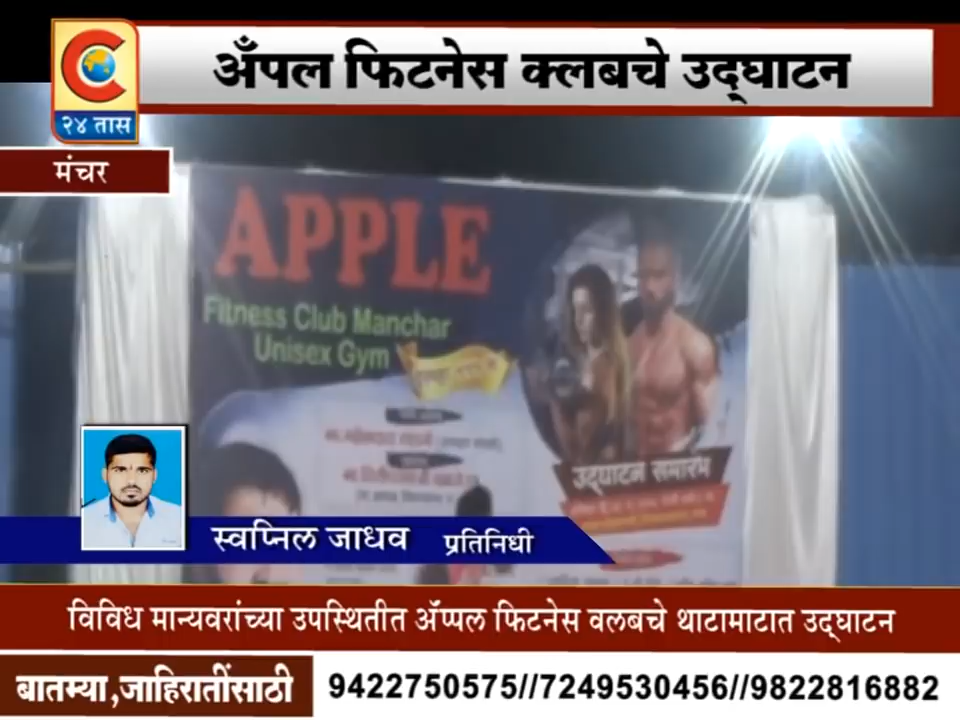 अँपल फिटनेस क्लबचे उद्‌घाटन
C
२४ तास
मंचर
APPLE
Fitness Club Manchar
Unisex Gym
उद्‌घाटन समारंभ
स्वप्निल जाधव प्रतिनिधी
विविध मान्यवरांच्या उपस्थितीत ॲप्पल फिटनेस क्लबचे थाटामाटात उद्‌घाटन
बातम्या,जाहिरातींसाठी 9422750575//7249530456//9822816882